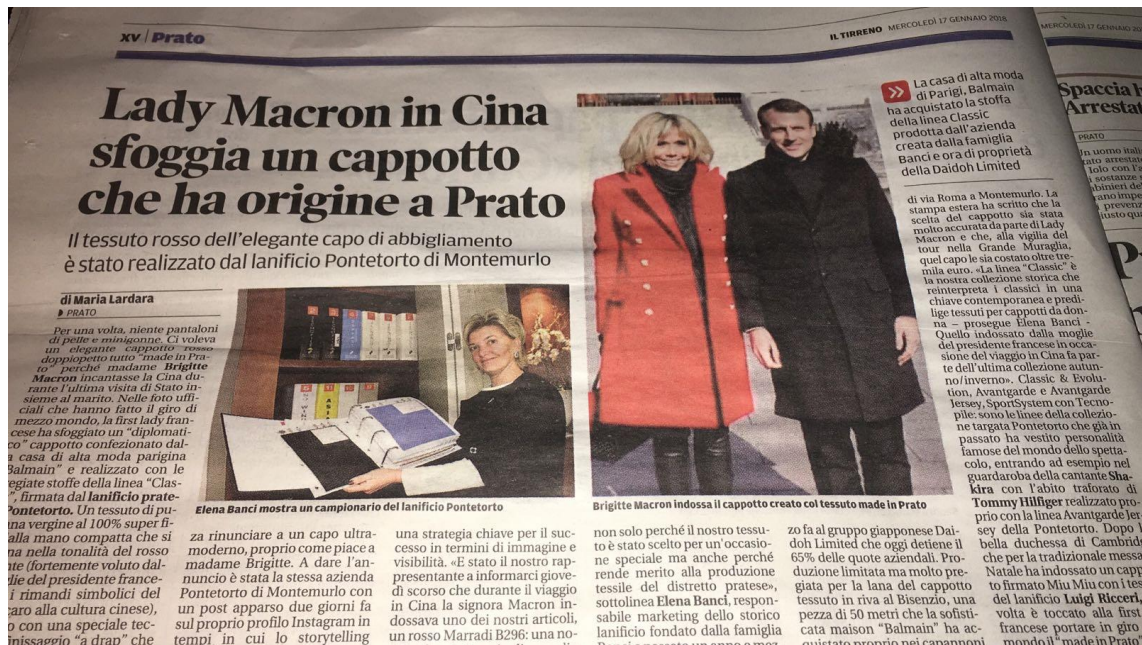 XV | Prato
IL TIRRENO MERCOLEDÌ 17 GENNAIO 2018
Lady Macron in Cina
sfoggia un cappotto
che ha origine a Prato
Il tessuto rosso dell'elegante capo di abbigliamento
è stato realizzato dal lanificio Pontetorto di Montemurlo
di Maria Lardara
PRATO
Per una volta, niente pantaloni
di pelle e minigonne. Ci voleva
un elegante cappotto rosso
doppiopetto tutto "made in Pra-
to" perché madame Brigitte
Macron incantasse la Cina du-
rante l'ultima visita di Stato in-
sieme al marito. Nelle foto uffi-
ciali che hanno fatto il giro di
mezzo mondo, la first lady fran-
cese ha sfoggiato un "diplomati-
co" cappotto confezionato dal-
a casa di alta moda parigina
Balmain" e realizzato con le
egiate stoffe della linea "Clas-
", firmata dal lanificio prate-
Pontetorto. Un tessuto di pu-
na vergine al 100% super fi-
alla mano compatta che si
na nella tonalità del rosso
te (fortemente voluto dal-
lie del presidente france-
i rimandi simbolici del
caro alla cultura cinese),
o con una speciale tec-
inissaggio "a drap" che
Elena Banci mostra un campionario del lanificio Pontetorto
za rinunciare a un capo ultra-
moderno, proprio come piace a
madame Brigitte. A dare l'an-
nuncio è stata la stessa azienda
Pontetorto di Montemurlo con
un post apparso due giorni fa
sul proprio profilo Instagram in
tempi in cui lo storytelling
una strategia chiave per il suc-
cesso in termini di immagine e
visibilità. «E stato il nostro rap-
presentante a informarci giove-
dì scorso che durante il viaggio
in Cina la signora Macron in-
dossava uno dei nostri articoli,
un rosso Marradi B296: una no-
Brigitte Macron indossa il cappotto creato col tessuto made in Prato
non solo perché il nostro tessu-
to è stato scelto per un'occasio-
ne speciale ma anche perché
rende merito alla produzione
tessile del distretto pratese»,
sottolinea Elena Banci, respon-
sabile marketing dello storico
lanificio fondato dalla famiglia
Banci e passato un anno e mez-
zo fa al gruppo giapponese Dai-
doh Limited che oggi detiene il
65% delle quote aziendali. Pro-
duzione limitata ma molto pre-
giata per la lana del cappotto
tessuto in riva al Bisenzio, una
pezza di 50 metri che la sofisti-
cata maison "Balmain" ha ac-
quistato proprio nei capannoni
La casa di alta moda
di Parigi, Balmain
ha acquistato la stoffa
della linea Classic
prodotta dall'azienda
creata dalla famiglia
Banci e ora di proprietà
della Daidoh Limited
di via Roma a Montemurlo. La
stampa estera ha scritto che la
scelta del cappotto sia stata
molto accurata da parte di Lady
Macron e che, alla vigilia del
tour nella Grande Muraglia,
quel capo le sia costato oltre tre-
mila euro. «La linea "Classic" è
la nostra collezione storica che
reinterpreta i classici in una
chiave contemporanea e predi-
lige tessuti per cappotti da don-
na – prosegue Elena Banci -
Quello indossato dalla moglie
del presidente francese in occa-
sione del viaggio in Cina fa par-
te dell'ultima collezione autun-
no/inverno». Classic & Evolu-
tion, Avantgarde e Avantgarde
Jersey, SportSystem con Tecno-
pile: sono le linee della collezio-
ne targata Pontetorto che già in
passato ha vestito personalità
famose del mondo dello spetta-
colo, entrando ad esempio nel
guardaroba della cantante Sha-
kira con l'abito traforato di
Tommy Hilfiger realizzato pro-
prio con la linea Avantgarde Jer-
sey della Pontetorto. Dopo
bella duchessa di Cambrid
che per la tradizionale messa
Natale ha indossato un capp
to firmato Miu Miu con i tes
del lanificio Luigi Ricceri,
volta è toccato alla first
francese portare in giro
mondo il "made in Prato"
MERCOLEDÌ 17 GENNAIO 20
Spaccia
Arresta
PRATO
Un uomo itali